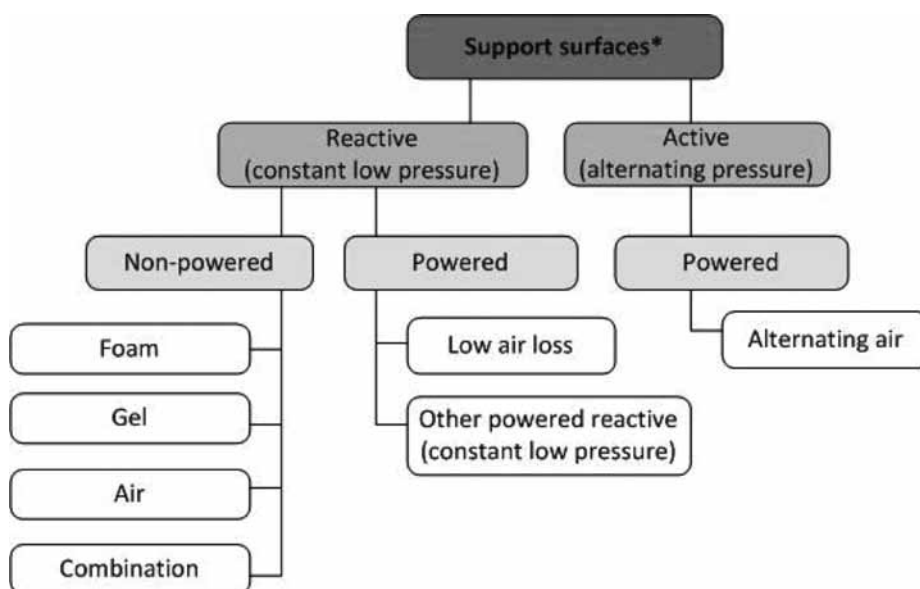 Support surfaces*
Reactive
(constant low pressure)
Active
(alternating pressure)
Non-powered
Powered
Powered
Foam
Gel
Air
Combination
Low air loss
Other powered reactive
(constant low pressure)
Alternating air